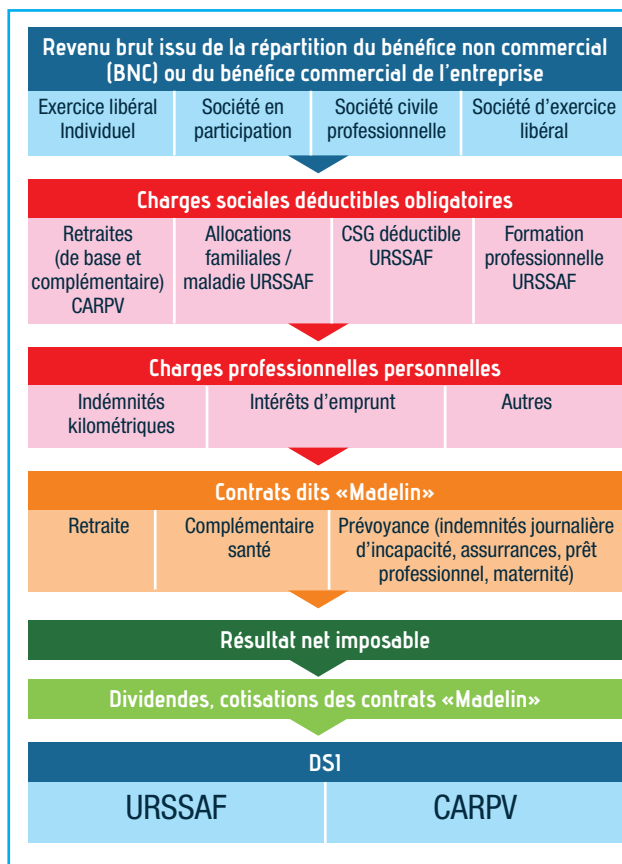 Revenu brut issu de la répartition du bénéfice non commercial
(BNC) ou du bénéfice commercial de l'entreprise
Exercice libéral
Individuel
Société en
participation
Société civile
professionnelle
Société d'exercice
libéral
Charges sociales déductibles obligatoires
Retraites
(de base et
complémentaire)
CARPV
Allocations
familiales /
maladie URSSAF
CSG déductible
URSSAF
Formation
professionnelle
URSSAF
Charges professionnelles personnelles
Indémnités
kilométriques
Intérêts d'emprunt
Autres
Contrats dits «Madelin»
Retraite
Complémentaire
santé
Prévoyance (indemnités journalière
d'incapacité, assurrances, prêt
professionnel, maternité)
Résultat net imposable
Dividendes, cotisations des contrats «Madelin»
DS1
URSSAF
CARPV